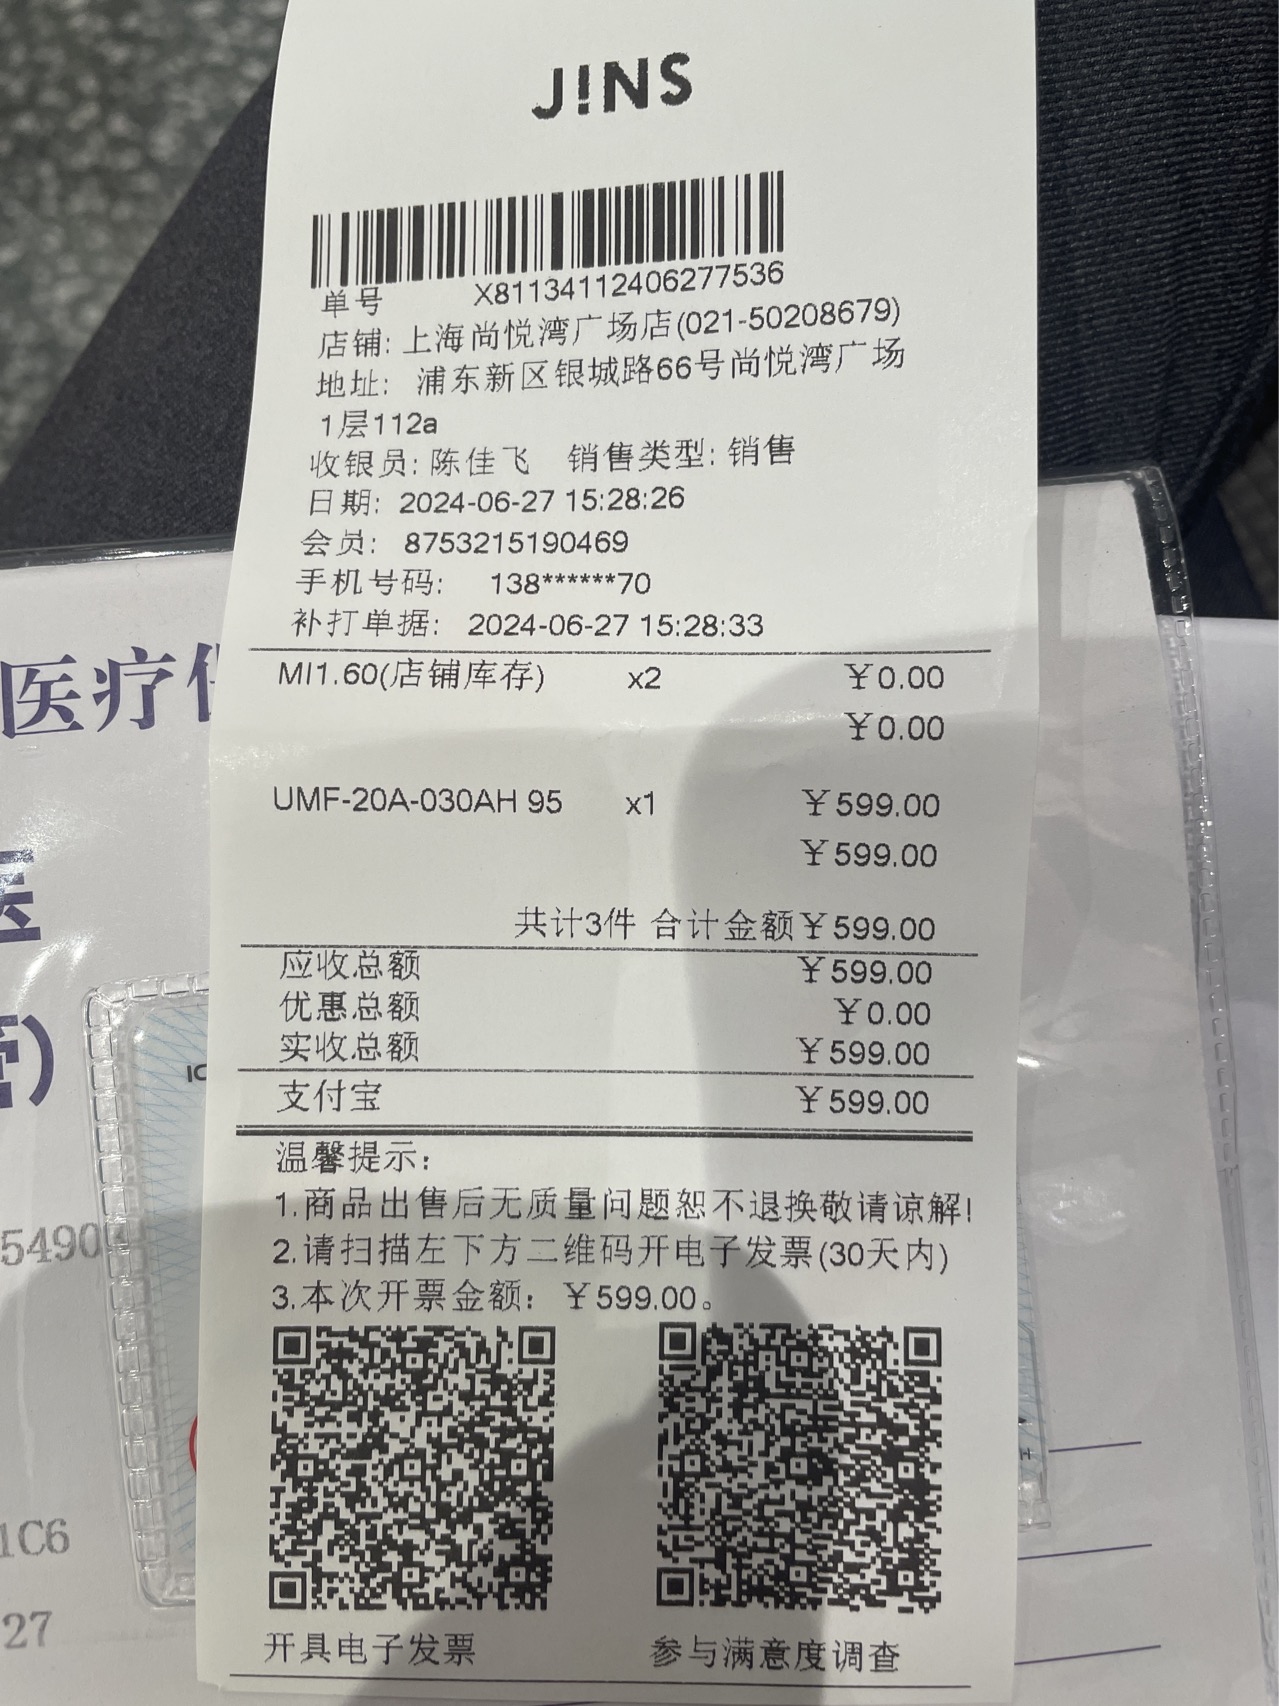 J!NS
单号 X81134112406277536
店铺: 上海尚悦湾广场店(021-50208679)
地址: 浦东新区银城路66号尚悦湾广场
1层112a
收银员: 陈佳飞 销售类型: 销售
日期: 2024-06-27 15:28:26
会员: 8753215190469
手机号码: 138******70
补打单据: 2024-06-27 15:28:33
MI1.60(店铺库存) x2 ¥0.00
¥0.00
UMF-20A-030AH 95 x1 ¥599.00
¥599.00
共计3件 合计金额¥599.00
应收总额 ¥599.00
优惠总额 ¥0.00
实收总额 ¥599.00
支付宝 ¥599.00
温馨提示:
1.商品出售后无质量问题恕不退换敬请谅解!
2.请扫描左下方二维码开电子发票(30天内)
3.本次开票金额: ¥599.00。
开具电子发票 参与满意度调查
医疗
医
管)
IC
5490
1C6
27